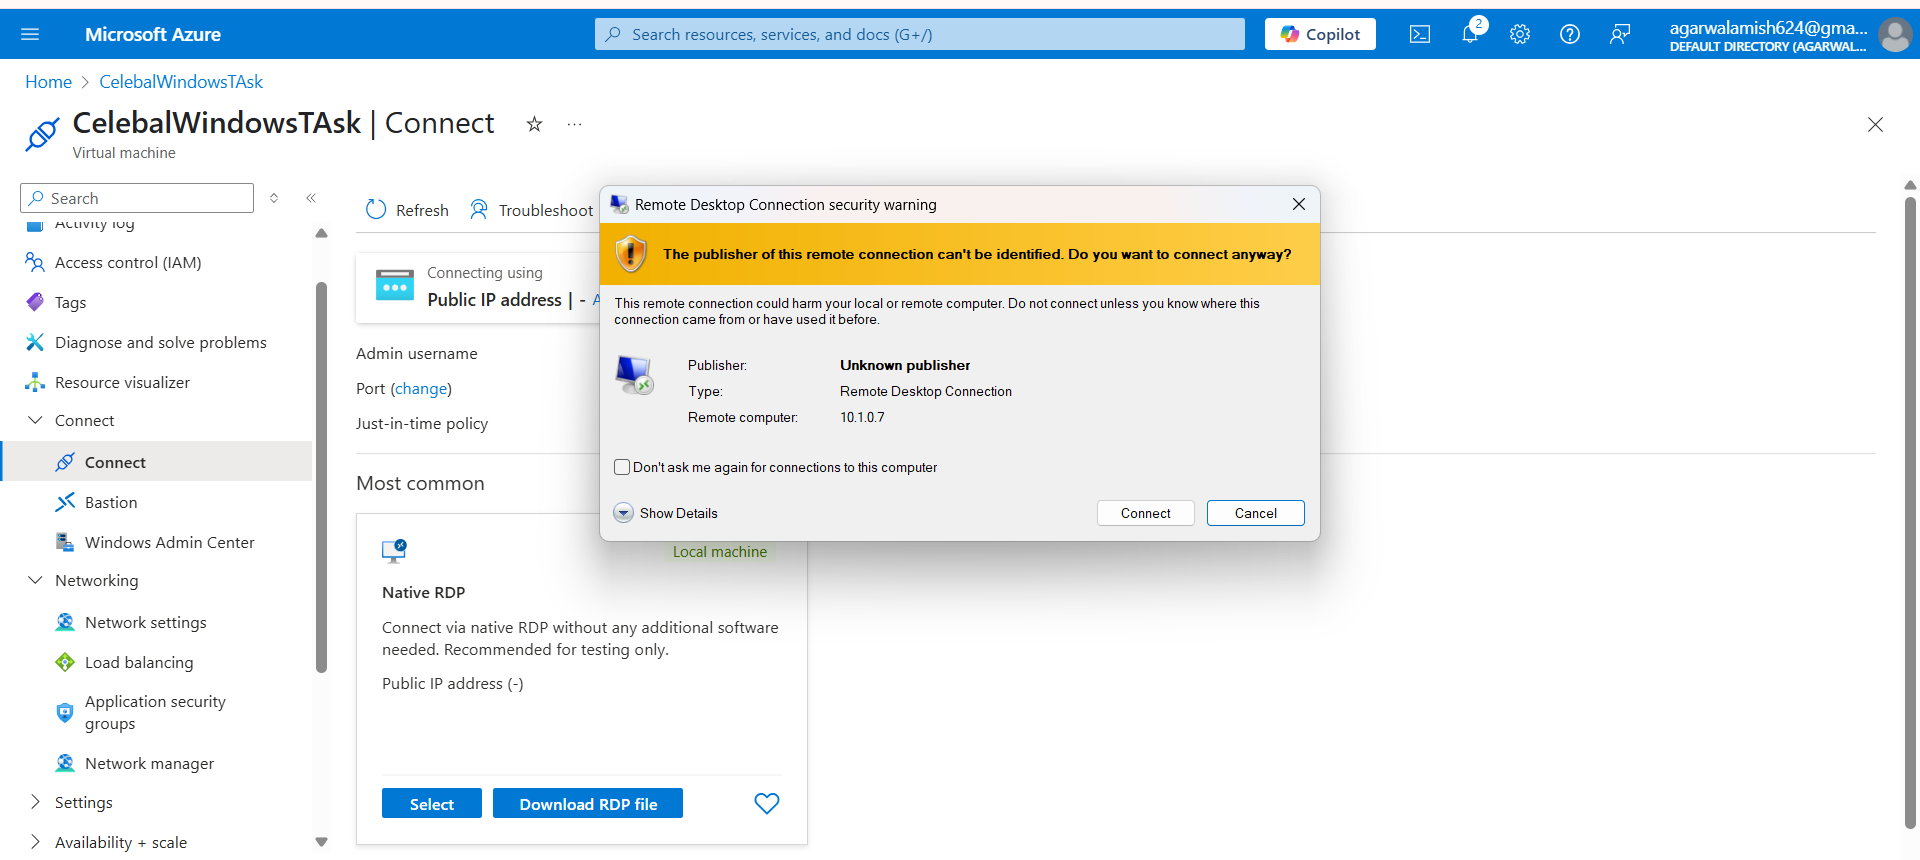 Microsoft Azure
Search resources, services, and docs (G+/)
Copilot
2
agarwalamish624@gma...
DEFAULT DIRECTORY (AGARWAL...
Home > CelebalWindowsTAsk
CelebalWindowsTAsk | Connect
...
Virtual machine
Search
Activity log
Access control (IAM)
Tags
Diagnose and solve problems
Resource visualizer
Connect
Connect
Bastion
Windows Admin Center
Networking
Network settings
Load balancing
Application security
groups
Network manager
Settings
Availability + scale
Refresh
Troubleshoot
Connecting using
Public IP address | -
Admin username
Port (change)
Just-in-time policy
Most common
Local machine
Native RDP
Connect via native RDP without any additional software
needed. Recommended for testing only.
Public IP address (-)
Select
Download RDP file
Remote Desktop Connection security warning
The publisher of this remote connection can't be identified. Do you want to connect anyway?
This remote connection could harm your local or remote computer. Do not connect unless you know where this
connection came from or have used it before.
Publisher: Unknown publisher
Type: Remote Desktop Connection
Remote computer: 10.1.0.7
Don't ask me again for connections to this computer
Show Details
Connect
Cancel